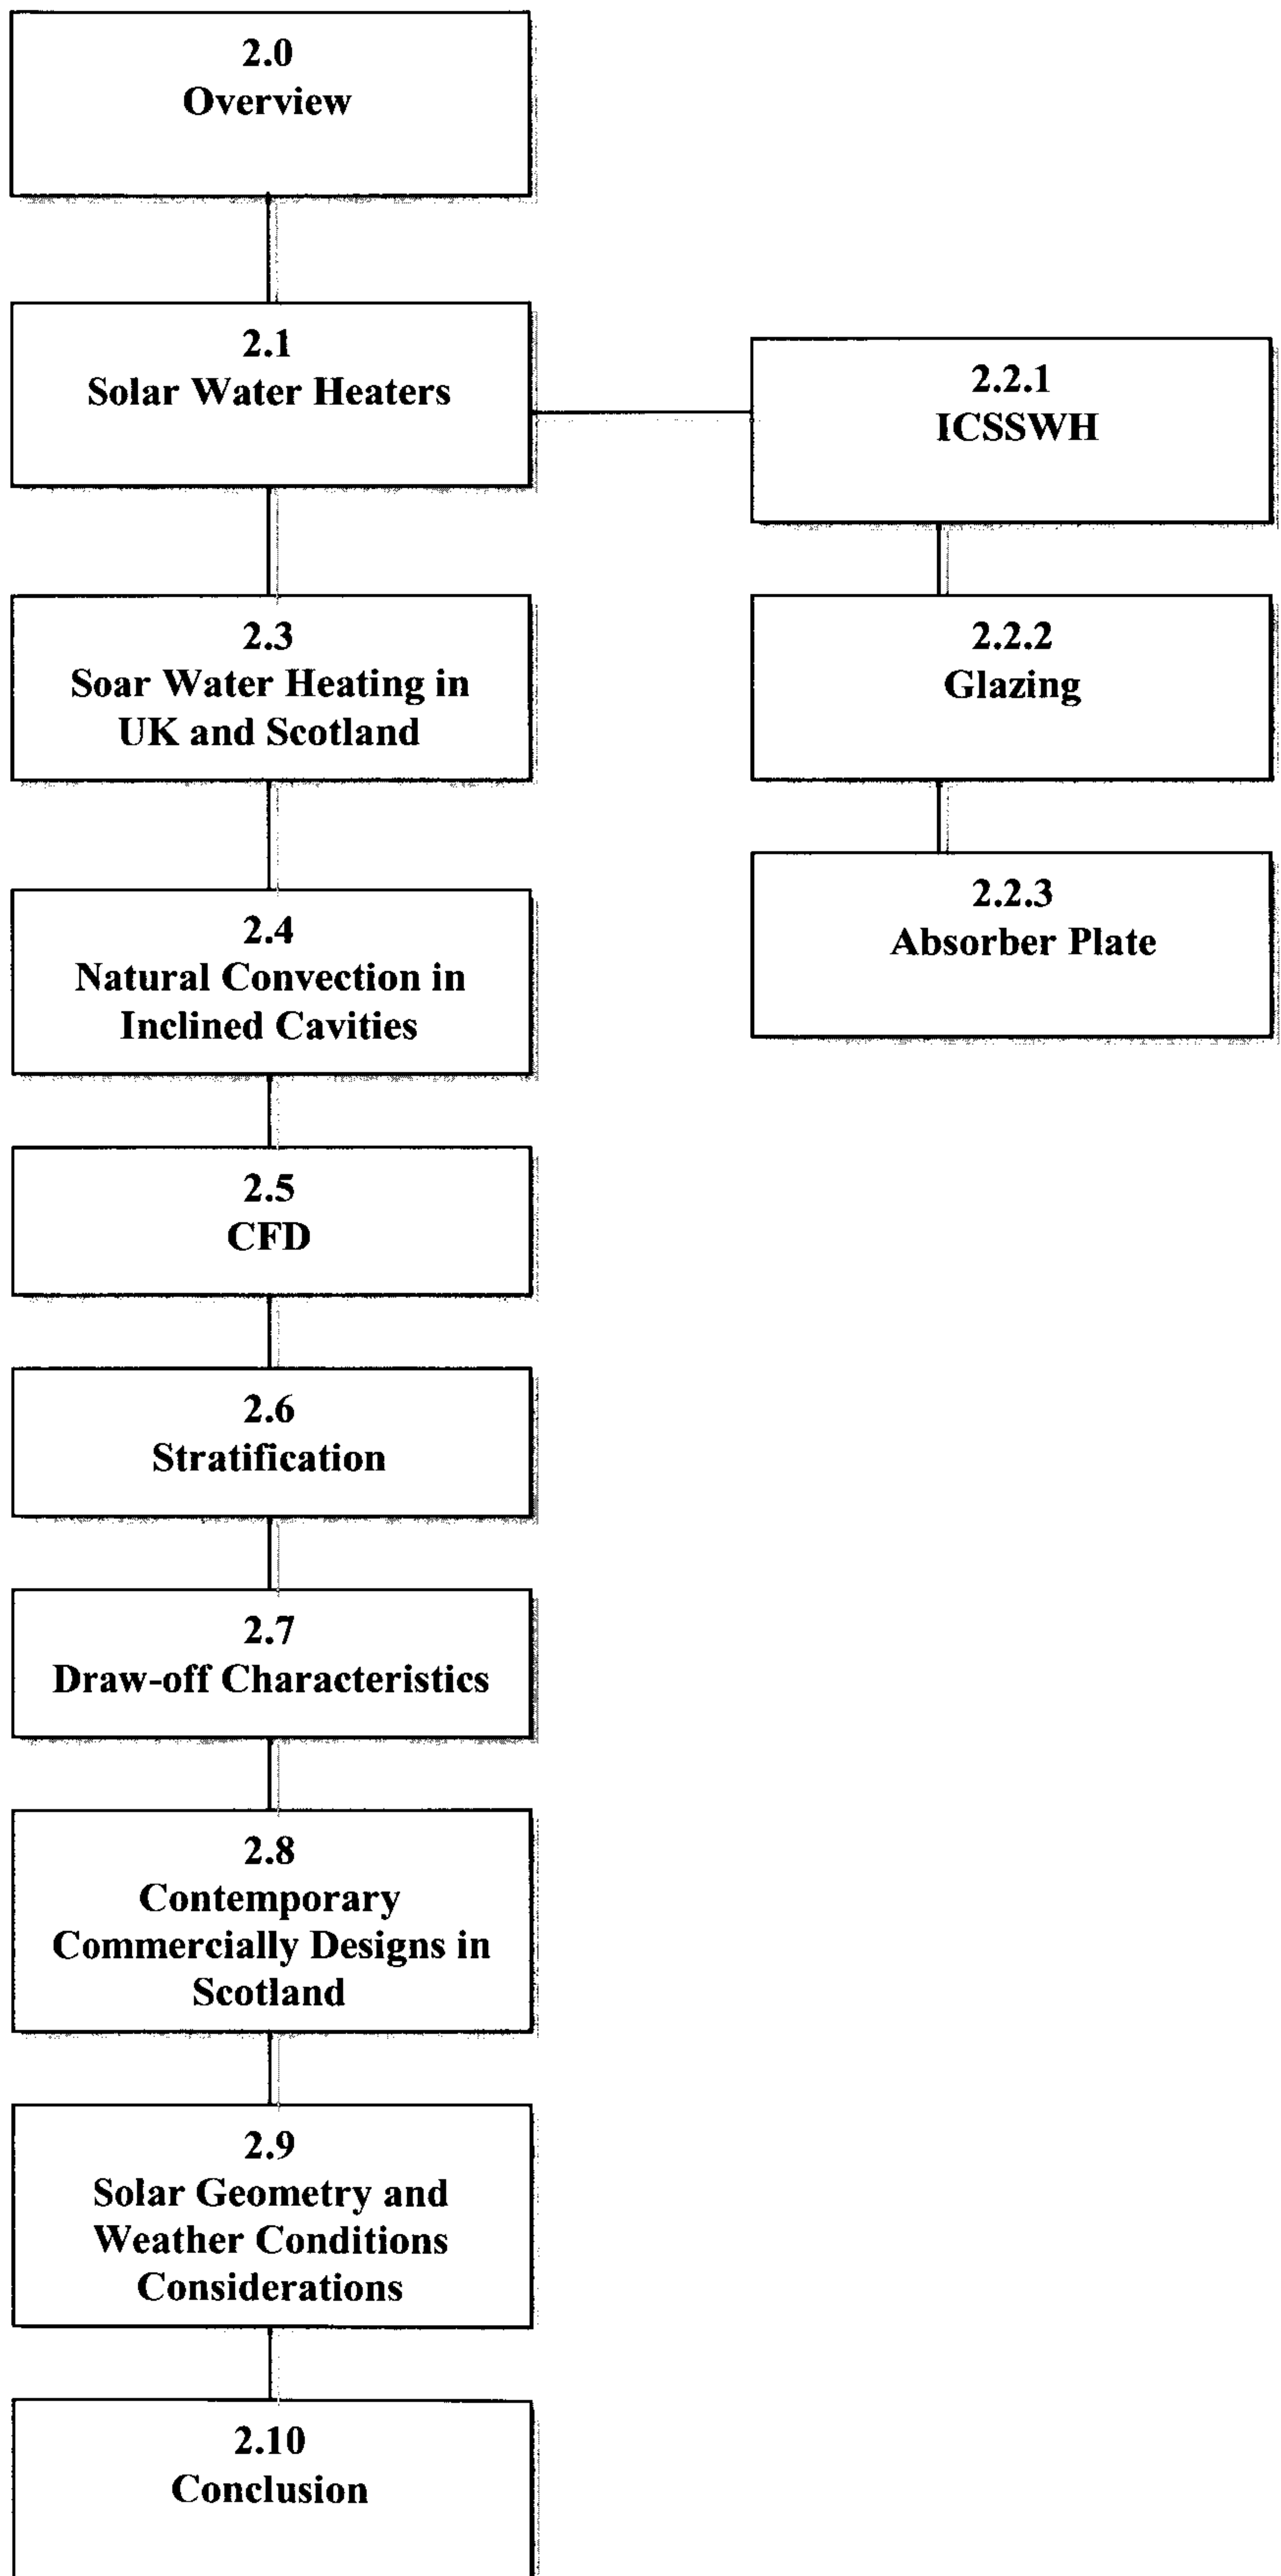 2.0
Overview
2.1
Solar Water Heaters
2.2.1
ICSSWH
2.2.2
Glazing
2.2.3
Absorber Plate
2.3
Soar Water Heating in
UK and Scotland
2.4
Natural Convection in
Inclined Cavities
2.5
CFD
2.6
Stratification
2.7
Draw-off Characteristics
2.8
Contemporary
Commercially Designs in
Scotland
2.9
Solar Geometry and
Weather Conditions
Considerations
2.10
Conclusion